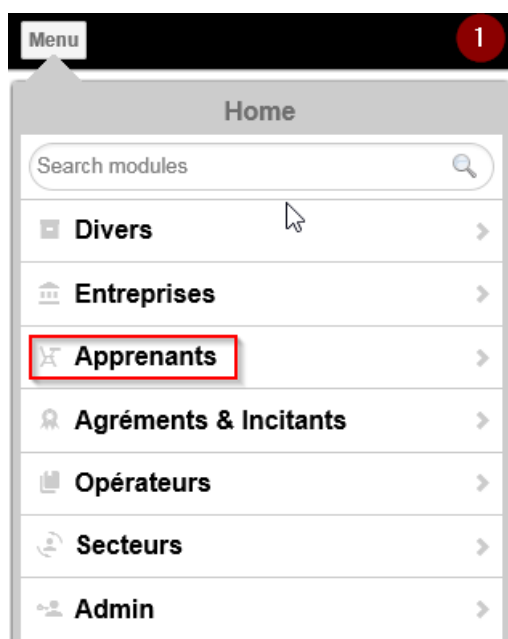 Menu
1
Home
Search modules
Divers
Entreprises
Apprenants
Agréments & Incitants
Opérateurs
Secteurs
Admin